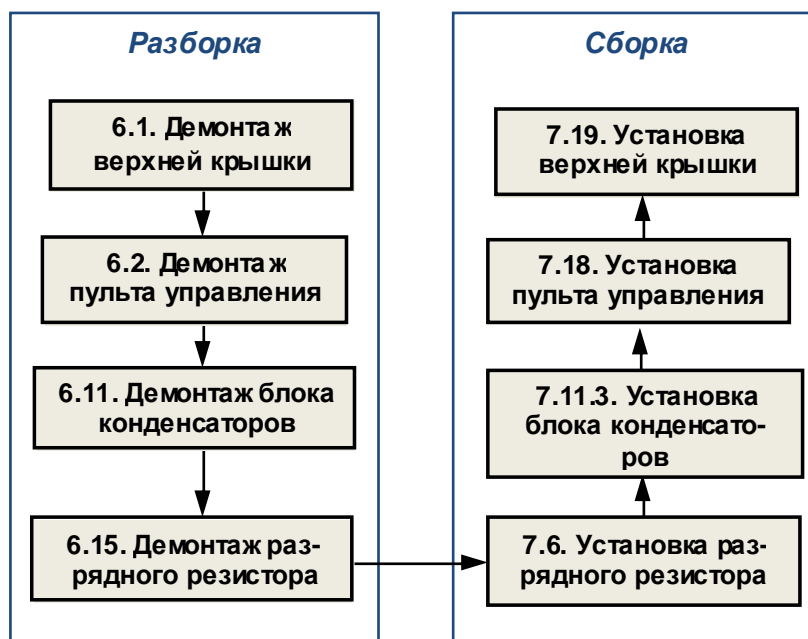 Разборка
6.1. Демонтаж
верхней крышки
6.2. Демонтаж
пульта управления
6.11. Демонтаж блока
конденсаторов
6.15. Демонтаж раз-
рядного резистора
Сборка
7.19. Установка
верхней крышки
7.18. Установка
пульта управления
7.11.3. Установка
блока конденсато-
ров
7.6. Установка раз-
рядного резистора